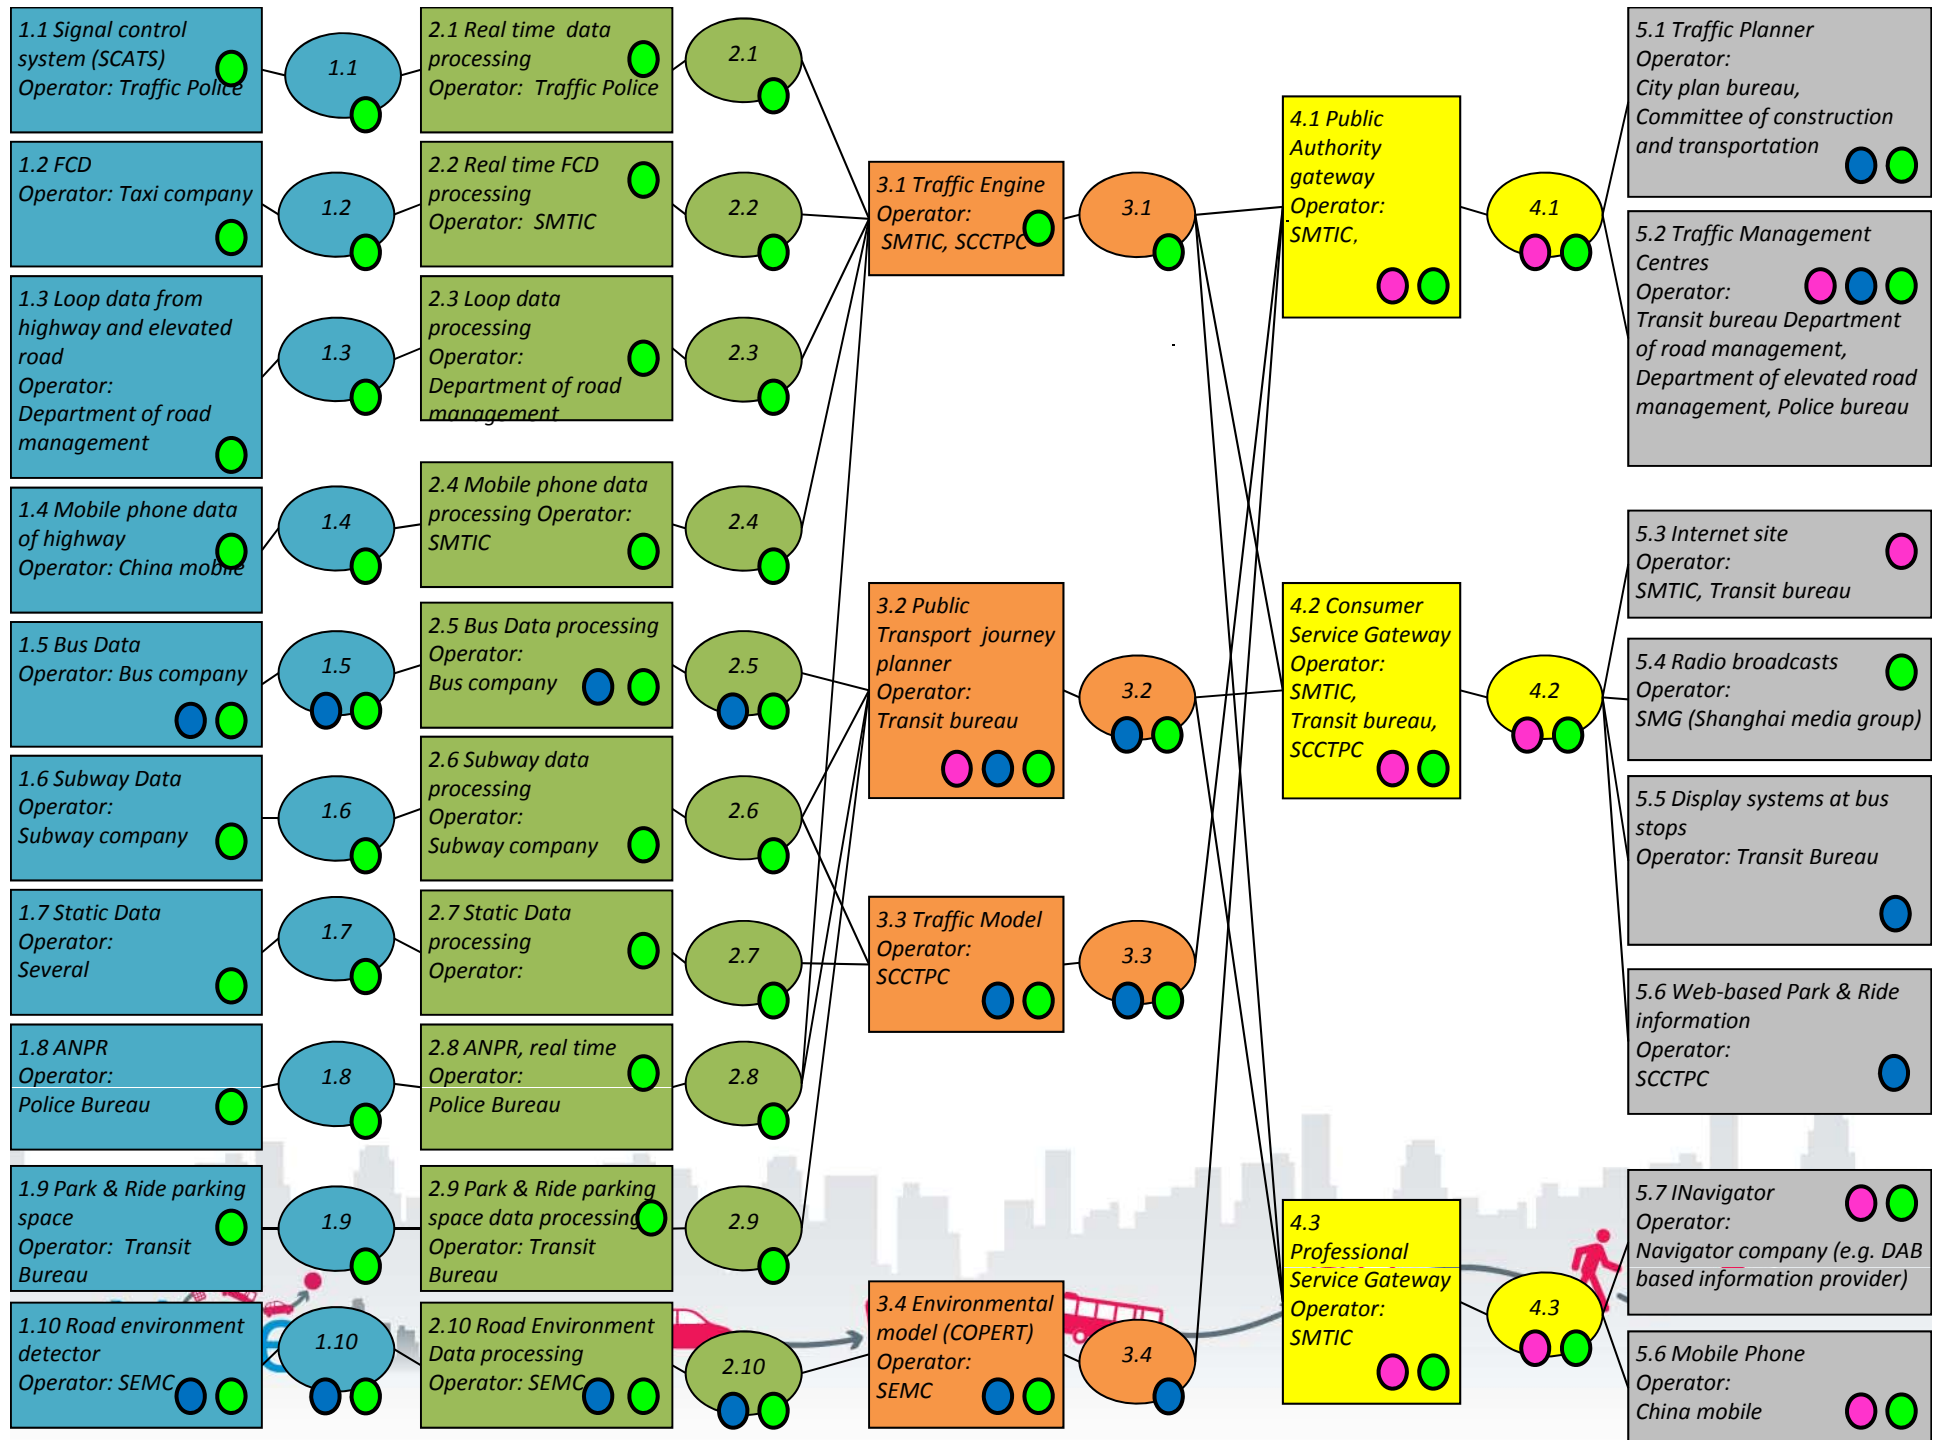 1.1 Signal control
system (SCATS)
Operator: Traffic Police
1.1
2.1 Real time data
processing
Operator: Traffic Police
2.1
1.2 FCD
Operator: Taxi company
1.2
2.2 Real time FCD
processing
Operator: SMTIC
2.2
1.3 Loop data from
highway and elevated
road
Operator:
Department of road
management
1.3
2.3 Loop data
processing
Operator:
Department of road
management
2.3
1.4 Mobile phone data
of highway
Operator: China mobile
1.4
2.4 Mobile phone data
processing Operator:
SMTIC
2.4
1.5 Bus Data
Operator: Bus company
1.5
2.5 Bus Data processing
Operator:
Bus company
2.5
1.6 Subway Data
Operator:
Subway company
1.6
2.6 Subway data
processing
Operator:
Subway company
2.6
1.7 Static Data
Operator:
Several
1.7
2.7 Static Data
processing
Operator:
2.7
1.8 ANPR
Operator:
Police Bureau
1.8
2.8 ANPR, real time
Operator:
Police Bureau
2.8
1.9 Park & Ride parking
space
Operator: Transit
Bureau
1.9
2.9 Park & Ride parking
space data processing
Operator: Transit
Bureau
2.9
1.10 Road environment
detector
Operator: SEMC
1.10
2.10 Road Environment
Data processing
Operator: SEMC
2.10
3.1 Traffic Engine
Operator:
SMTIC, SCCTPC
3.1
3.2 Public
Transport journey
planner
Operator:
Transit bureau
3.2
3.3 Traffic Model
Operator:
SCCTPC
3.3
3.4 Environmental
model (COPERT)
Operator:
SEMC
3.4
4.1 Public
Authority
gateway
Operator:
SMTIC,
4.1
4.2 Consumer
Service Gateway
Operator:
SMTIC,
Transit bureau,
SCCTPC
4.2
4.3
Professional
Service Gateway
Operator:
SMTIC
4.3
5.1 Traffic Planner
Operator:
City plan bureau,
Committee of construction
and transportation
5.2 Traffic Management
Centres
Operator:
Transit bureau Department
of road management,
Department of elevated road
management, Police bureau
5.3 Internet site
Operator:
SMTIC, Transit bureau
5.4 Radio broadcasts
Operator:
SMG (Shanghai media group)
5.5 Display systems at bus
stops
Operator: Transit Bureau
5.6 Web-based Park & Ride
information
Operator:
SCCTPC
5.7 INavigator
Operator:
Navigator company (e.g. DAB
based information provider)
5.6 Mobile Phone
Operator:
China mobile